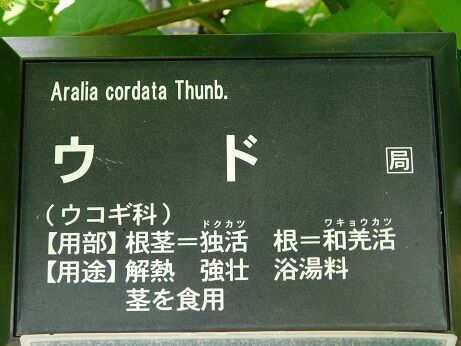 Aralia cordata Thunb.
ウド 局
(ウコギ科)
ドクカツ ワキョウカツ
【用部】根茎=独活 根=和羌活
【用途】解熱 強壮 浴湯料
茎を食用